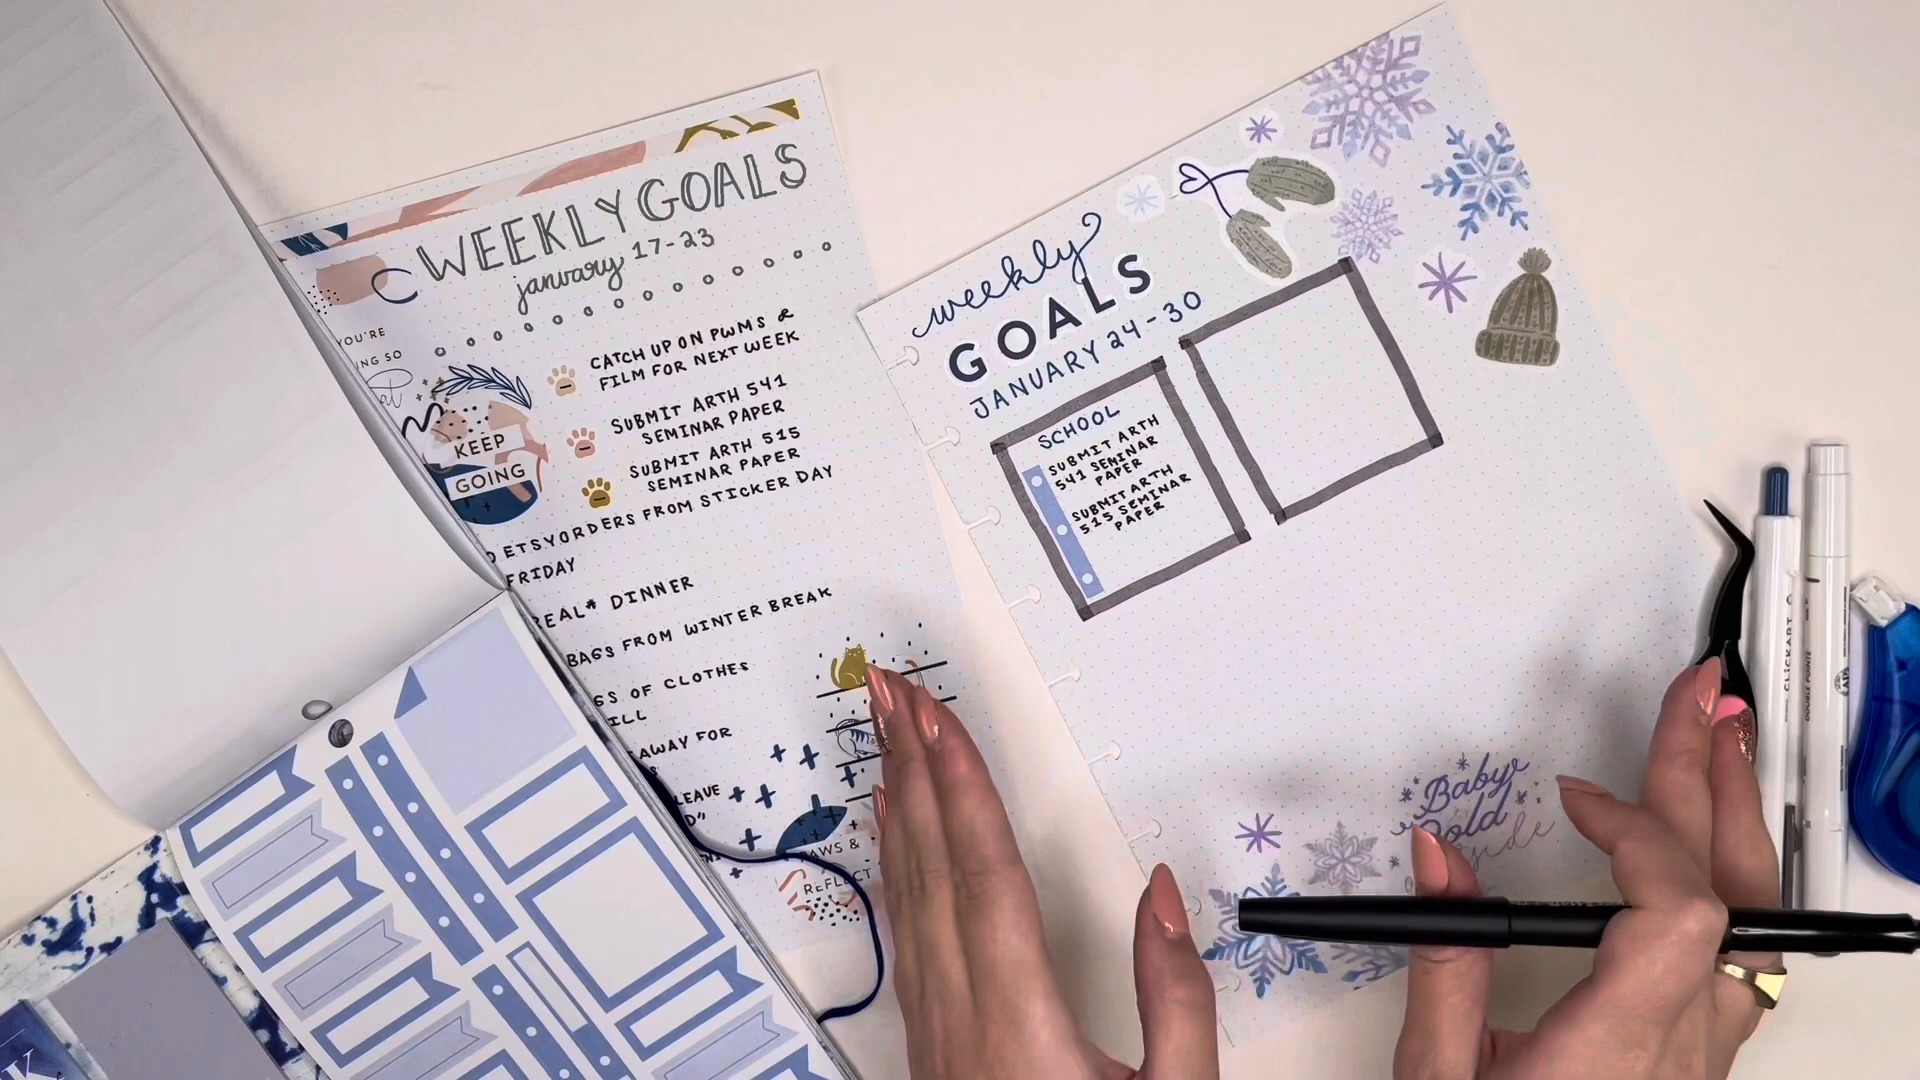 WEEKLY GOALS
january 17-23
YOU'RE
KEEP
GOING
CATCH UP ON PWMS &
FILM FOR NEXT WEEK
SUBMIT ARTH 541
SEMINAR PAPER
SUBMIT ARTH 515
SEMINAR PAPER
ETSY ORDERS FROM STICKER DAY
FRIDAY
DINNER
BAGS FROM WINTER BREAK
OF CLOTHES
AWAY FOR
LEAVE
PAWS &
REFLECT
weekly
GOALS
JANUARY 24-30
SCHOOL
SUBMIT ARTH
541 SEMINAR
PAPER
SUBMIT ARTH
515 SEMINAR
PAPER
Baby
CLICKART
DOUBLE POINTE
K